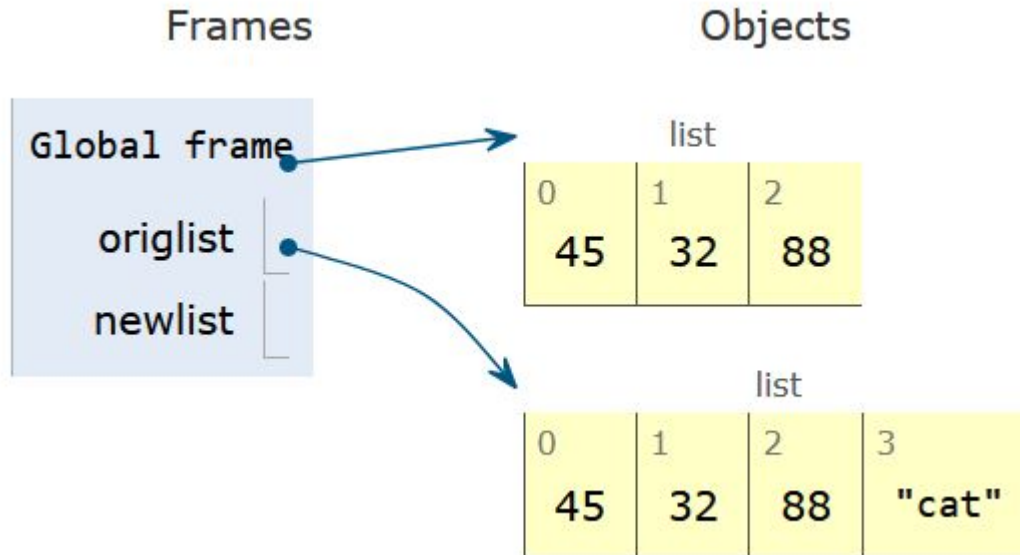 Frames Objects
Global frame
origlist
newlist
list
0 1 2
45 32 88
list
0 1 2 3
45 32 88 "cat"